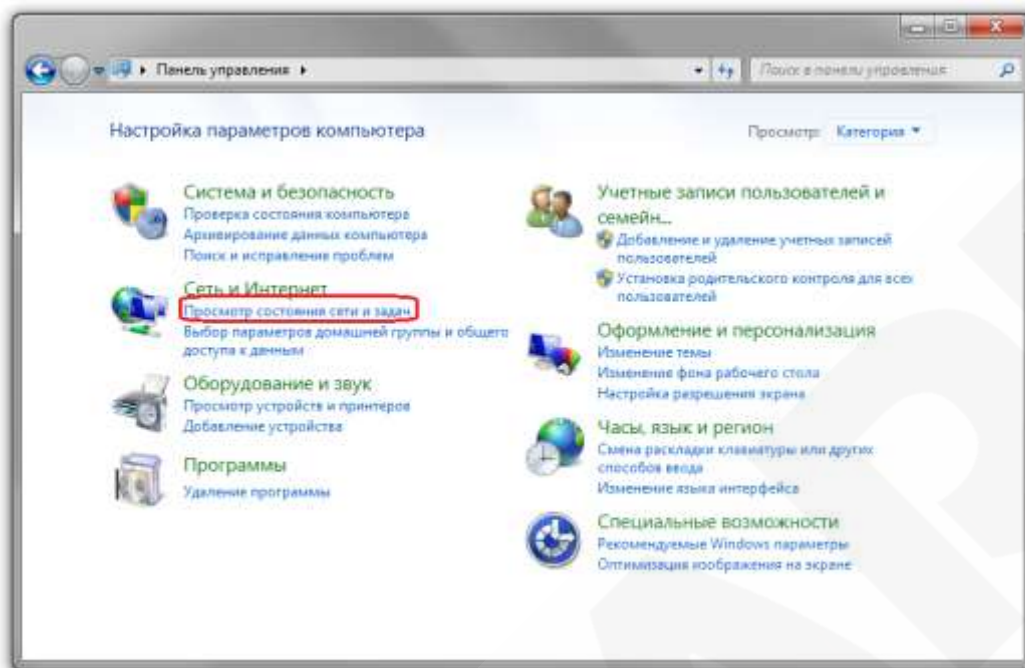 Панель управления
Поиск в панели управления
Настройка параметров компьютера
Просмотр: Категория
Система и безопасность
Проверка состояния компьютера
Архивирование данных компьютера
Поиск и исправление проблем
Сеть и Интернет
Просмотр состояния сети и задач
Выбор параметров домашней группы и общего
доступа к данным
Оборудование и звук
Просмотр устройств и принтеров
Добавление устройства
Программы
Удаление программы
Учетные записи пользователей и
семейн...
Добавление и удаление учетных записей
пользователей
Установка родительского контроля для всех
пользователей
Оформление и персонализация
Изменение темы
Изменение фона рабочего стола
Настройка разрешения экрана
Часы, язык и регион
Смена раскладки клавиатуры или других
способов ввода
Изменение языка интерфейса
Специальные возможности
Рекомендуемые Windows параметры
Оптимизация изображения на экране